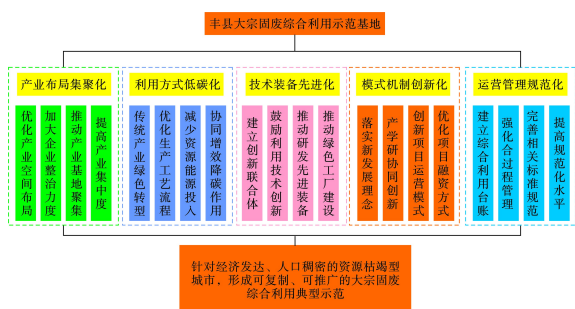 丰县大宗固废综合利用示范基地
产业布局集聚化
优化产业空间布局
加大企业整治力度
推动产业基地聚集
提高产业集中度
利用方式低碳化
传统产业绿色转型
优化生产工艺流程
减少资源能源投入
协同增效降碳作用
技术装备先进化
建立创新联合体
鼓励利用技术创新
推动研发先进装备
推动绿色工厂建设
模式机制创新化
落实新发展理念
产学研协同创新
创新项目运营模式
优化项目融资方式
运营管理规范化
建立综合利用台账
强化合过程管理
完善相关标准规范
提高规范化水平
针对经济发达、人口稠密的资源枯竭型
城市，形成可复制、可推广的大宗固废
综合利用典型示范